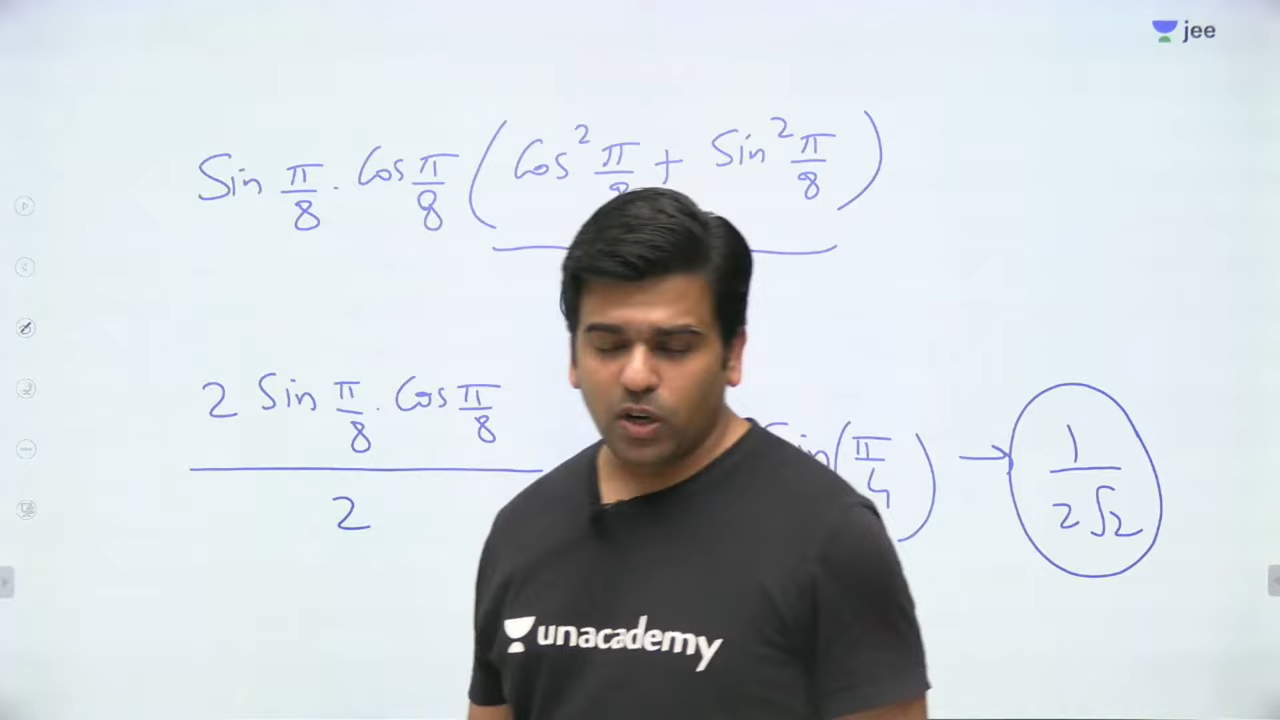 jee
Sin π/8 . Cos π/8 ( Cos² π/8 + Sin² π/8 )
2 Sin π/8 . Cos π/8
2
(π/4) → 1/2√2
unacademy